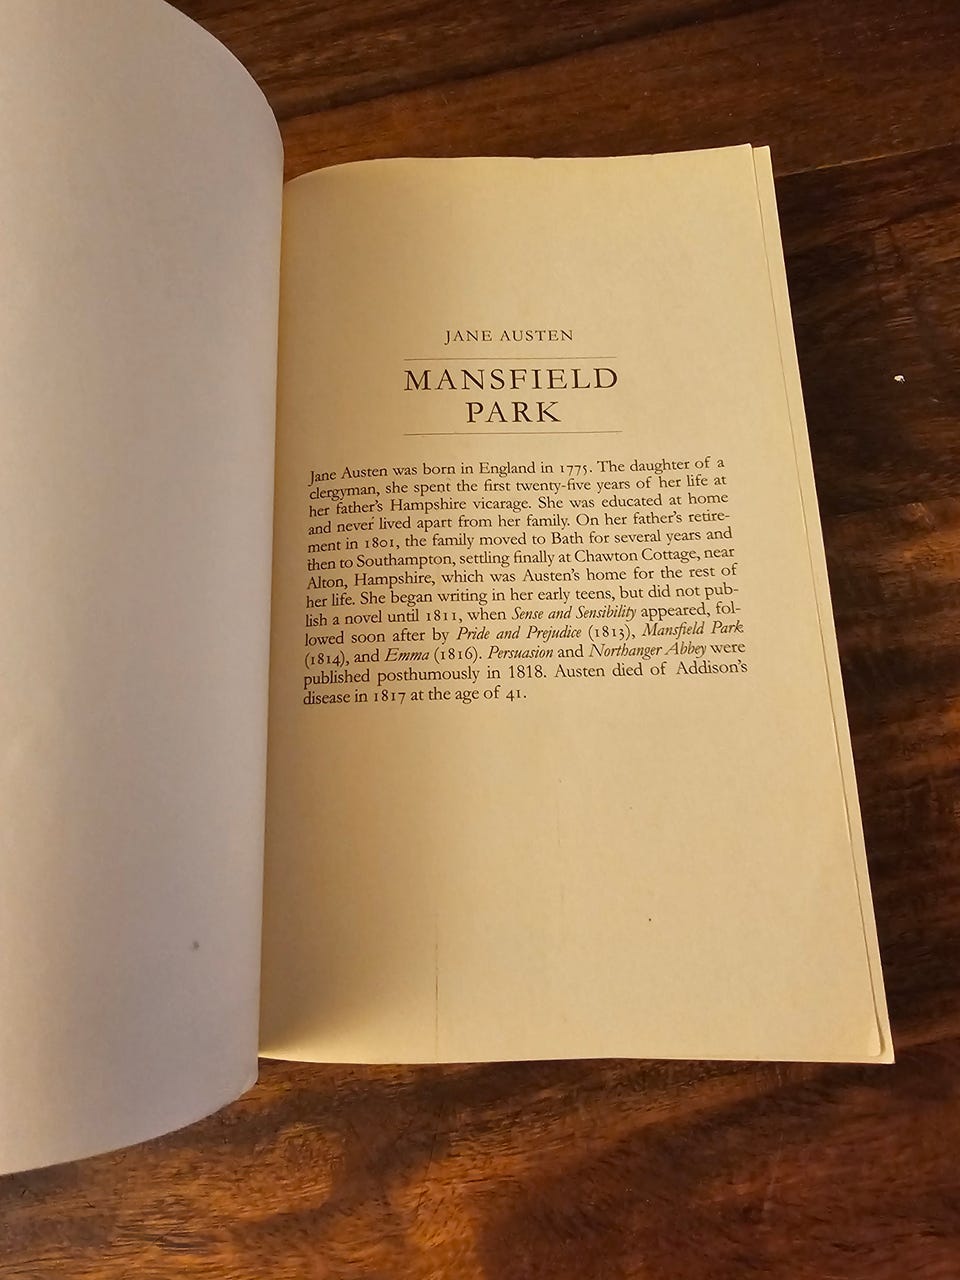 JANE AUSTEN
MANSFIELD
PARK
Jane Austen was born in England in 1775. The daughter of a
clergyman, she spent the first twenty-five years of her life at
her father's Hampshire vicarage. She was educated at home
and never lived apart from her family. On her father's retire-
ment in 1801, the family moved to Bath for several years and
then to Southampton, settling finally at Chawton Cottage, near
Alton, Hampshire, which was Austen's home for the rest of
her life. She began writing in her early teens, but did not pub-
lish a novel until 1811, when Sense and Sensibility appeared, fol-
lowed soon after by Pride and Prejudice (1813), Mansfield Park
(1814), and Emma (1816). Persuasion and Northanger Abbey were
published posthumously in 1818. Austen died of Addison's
disease in 1817 at the age of 41.